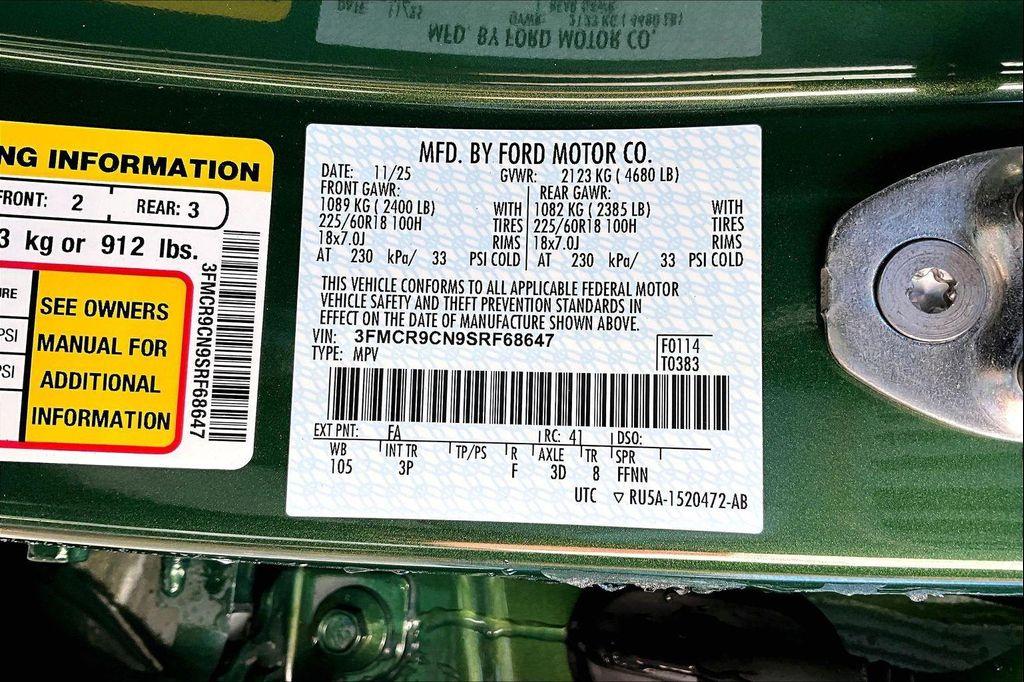 MFD. BY FORD MOTOR CO.
NG INFORMATION
FRONT: 2 REAR: 3
3 kg or 912 lbs.
URE
PSI
PSI
SEE OWNERS
MANUAL FOR
ADDITIONAL
INFORMATION
3FMCR9CN9SRF68647
MFD. BY FORD MOTOR CO.
DATE: 11/25 GVWR: 2123 KG ( 4680 LB)
FRONT GAWR: REAR GAWR:
1089 KG ( 2400 LB) WITH 1082 KG ( 2385 LB) WITH
225/60R18 100H TIRES 225/60R18 100H TIRES
18x7.0J RIMS 18x7.0J RIMS
AT 230 kPa/ 33 PSI COLD AT 230 kPa/ 33 PSI COLD
THIS VEHICLE CONFORMS TO ALL APPLICABLE FEDERAL MOTOR
VEHICLE SAFETY AND THEFT PREVENTION STANDARDS IN
EFFECT ON THE DATE OF MANUFACTURE SHOWN ABOVE.
VIN: 3FMCR9CN9SRF68647 F0114
TYPE: MPV T0383
EXT PNT: FA RC: 41 DSO:
WB INT TR TP/PS R AXLE TR SPR
105 3P F 3D 8 FFNN
UTC ▽ RU5A-1520472-AB